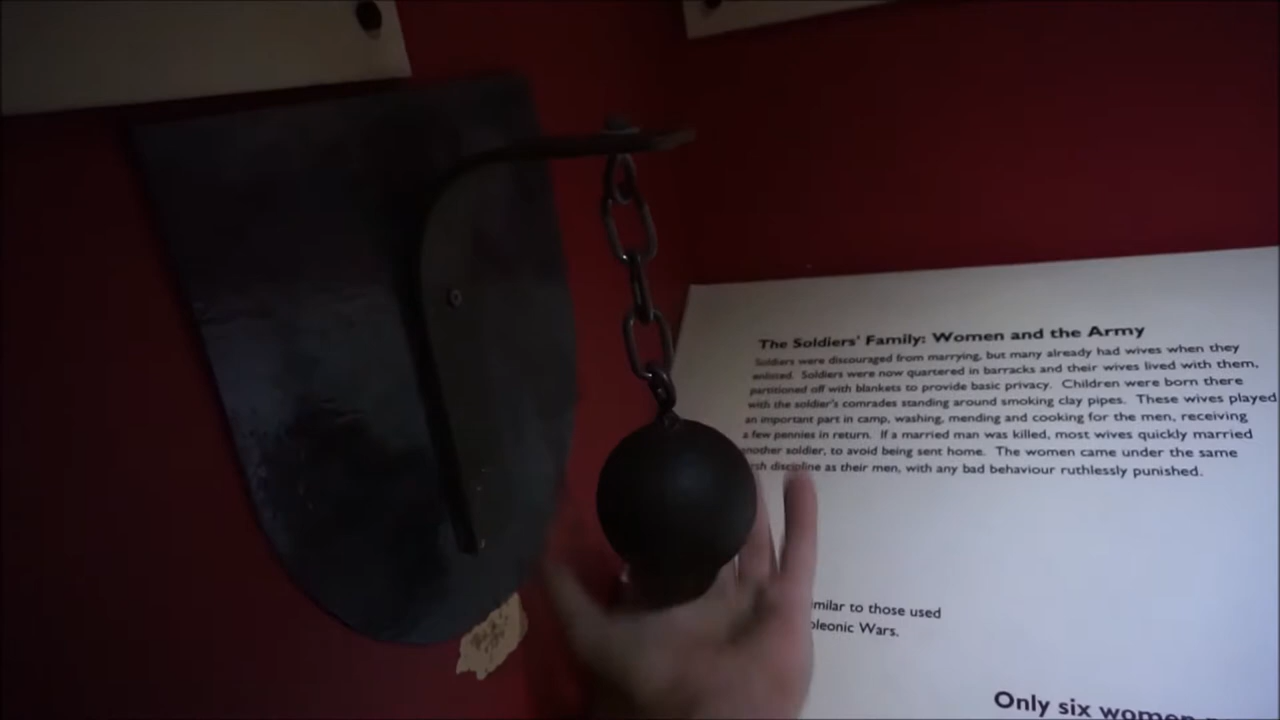 The Soldiers' Family: Women and the Army
Soldiers were discouraged from marrying, but many already had wives when they
enlisted. Soldiers were now quartered in barracks and their wives lived with them,
partitioned off with blankets to provide basic privacy. Children were born there
with the soldier's comrades standing around smoking clay pipes. These wives played
an important part in camp, washing, mending and cooking for the men, receiving
a few pennies in return. If a married man was killed, most wives quickly married
another soldier, to avoid being sent home. The women came under the same
rsh discipline as their men, with any bad behaviour ruthlessly punished.
milar to those used
oleonic Wars.
Only six women